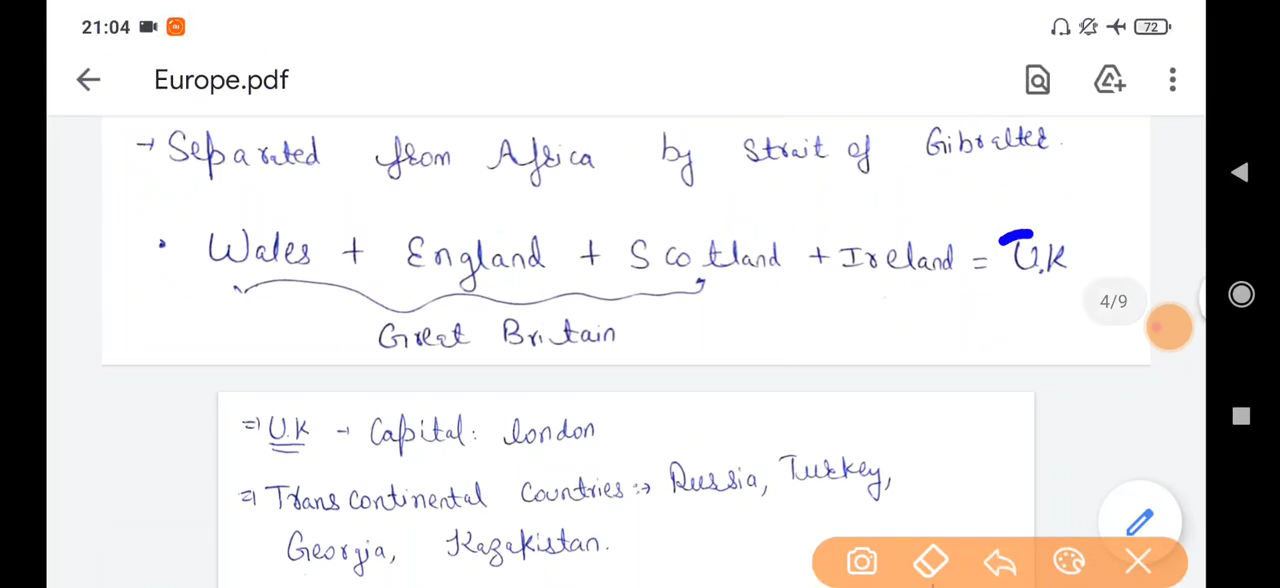 21:04 72
Europe.pdf
→ Separated from Africa by Strait of Gibralter.
• Wales + England + Scotland + Ireland = U.K
4/9
Great Britain
⇒ U.K → Capital: london
⇒ Trans Continental Countries :→ Russia, Turkey,
Georgia, Kazakistan.